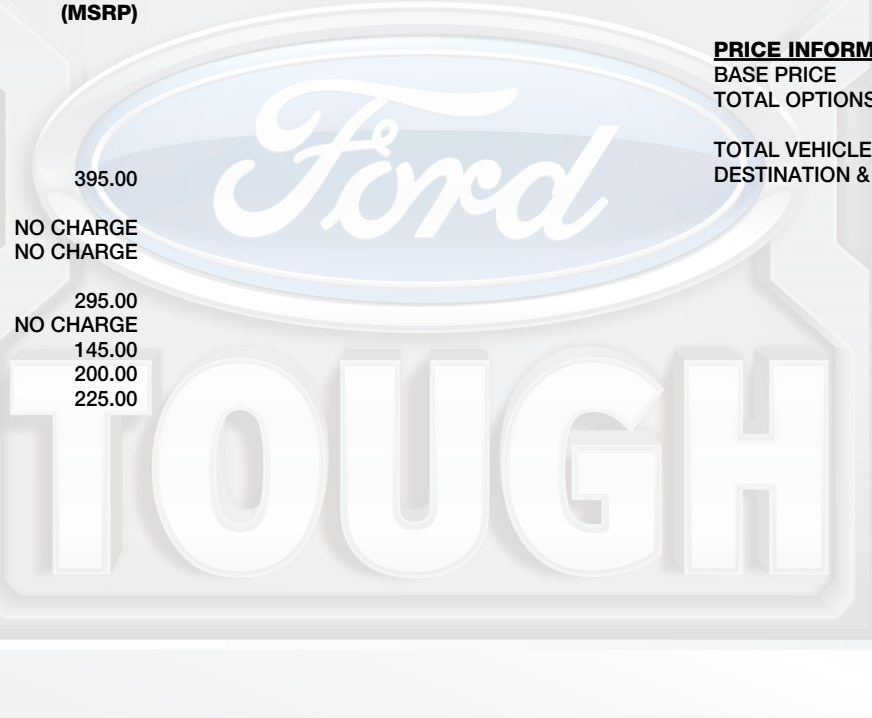 (MSRP)
395.00
NO CHARGE
NO CHARGE
295.00
NO CHARGE
145.00
200.00
225.00
PRICE INFORM
BASE PRICE
TOTAL OPTIONS
TOTAL VEHICLE
DESTINATION &
Ford
TOUGH